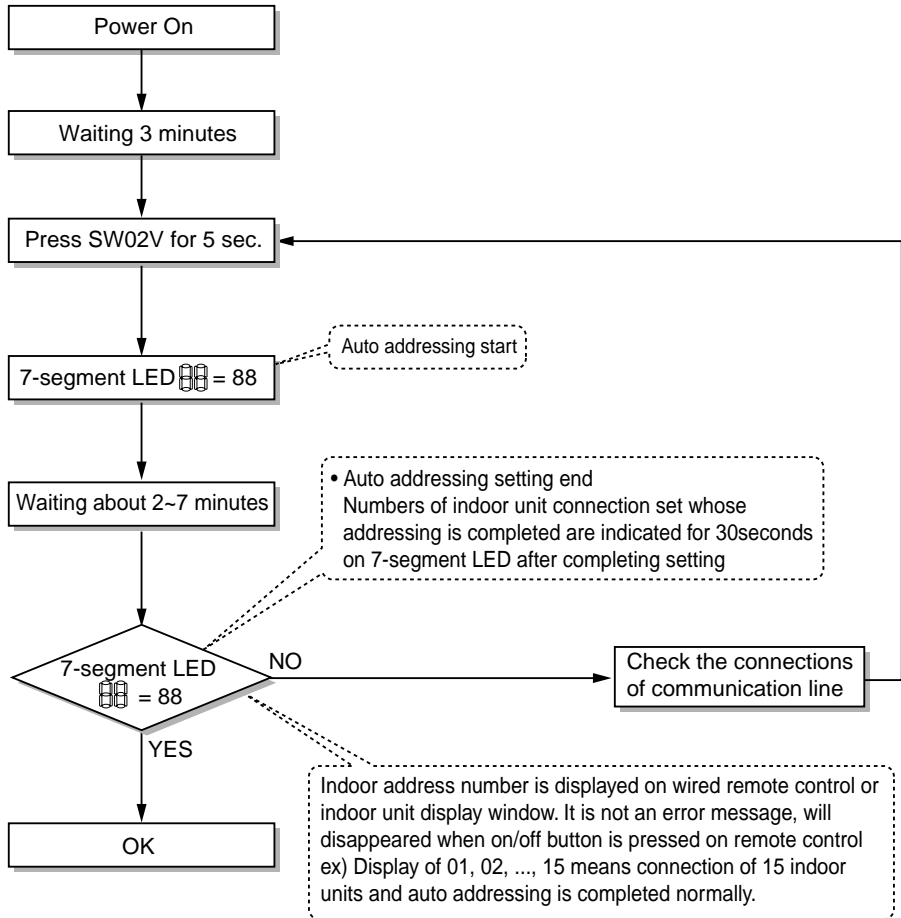 Power On
Waiting 3 minutes
Press SW02V for 5 sec.
7-segment LED 88 = 88
Auto addressing start
Waiting about 2~7 minutes
• Auto addressing setting end
Numbers of indoor unit connection set whose
addressing is completed are indicated for 30seconds
on 7-segment LED after completing setting
7-segment LED
88 = 88
NO
Check the connections
of communication line
YES
OK
Indoor address number is displayed on wired remote control or
indoor unit display window. It is not an error message, will
disappeared when on/off button is pressed on remote control
ex) Display of 01, 02, ..., 15 means connection of 15 indoor
units and auto addressing is completed normally.